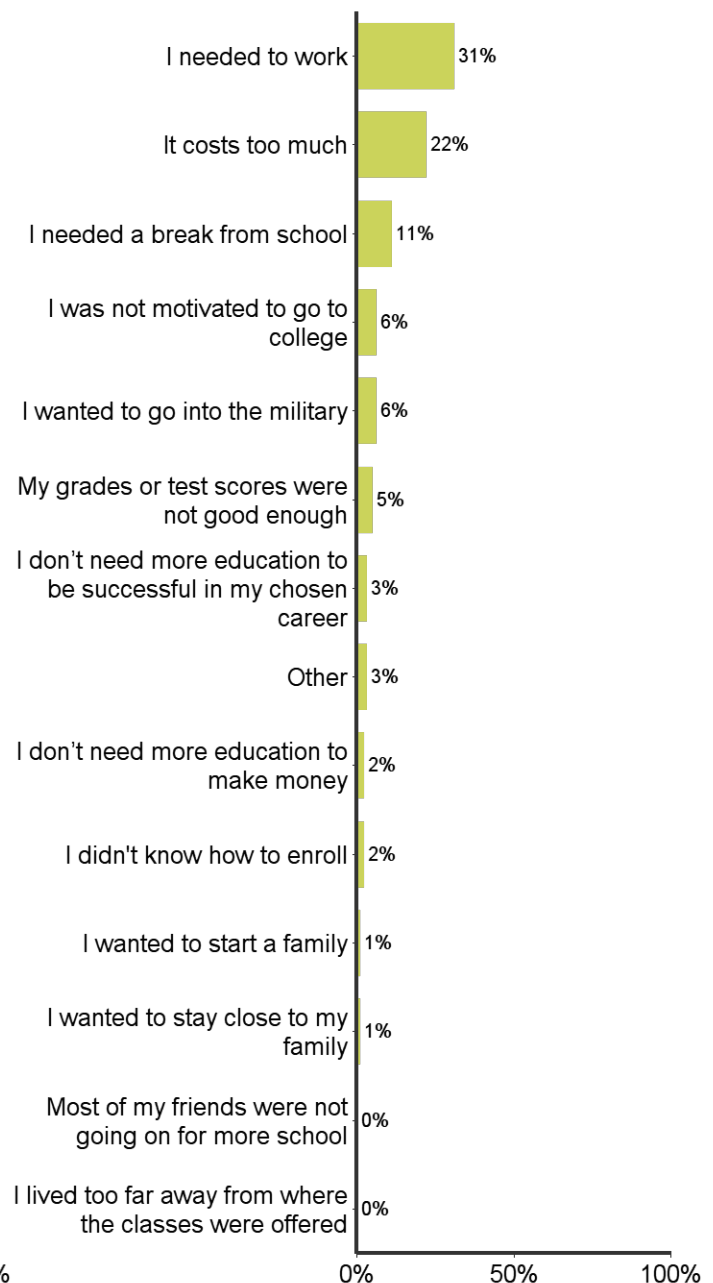 I needed to work 31%
It costs too much 22%
I needed a break from school 11%
I was not motivated to go to
college 6%
I wanted to go into the military 6%
My grades or test scores were
not good enough 5%
I don’t need more education to
be successful in my chosen
career 3%
Other 3%
I don’t need more education to
make money 2%
I didn't know how to enroll 2%
I wanted to start a family 1%
I wanted to stay close to my
family 1%
Most of my friends were not
going on for more school 0%
I lived too far away from where
the classes were offered 0%
% 0% 50% 100%